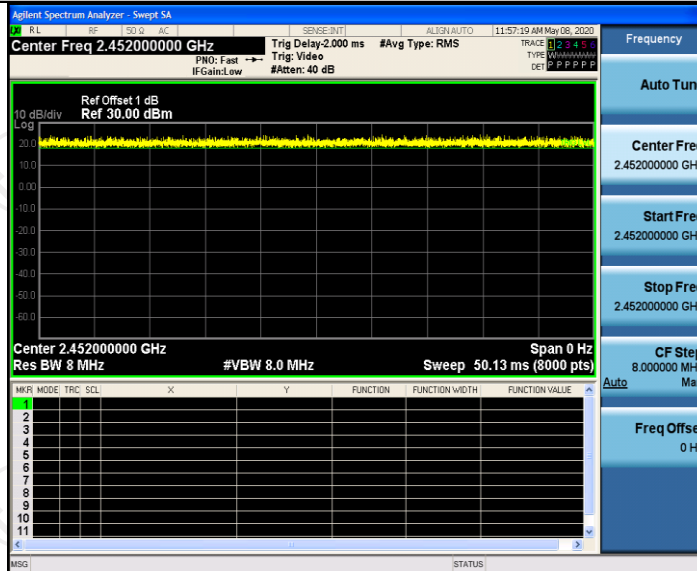 Agilent Spectrum Analyzer - Swept SA
RL RF 50 Ω AC SENSE:INT ALIGN AUTO 11:57:19 AM May 08, 2020
Center Freq 2.452000000 GHz
PNO: Fast
IFGain:Low
Trig Delay-2.000 ms
Trig: Video
#Atten: 40 dB
#Avg Type: RMS
TRACE 1 2 3 4 5 6
TYPE
DET P P P P P P
Ref Offset 1 dB
10 dB/div Ref 30.00 dBm
Log
20.0
10.0
0.00
-10.0
-20.0
-30.0
-40.0
-50.0
-60.0
Center 2.452000000 GHz Span 0 Hz
Res BW 8 MHz #VBW 8.0 MHz Sweep 50.13 ms (8000 pts)
MKR MODE TRC SCL X Y FUNCTION FUNCTION WIDTH FUNCTION VALUE
1
2
3
4
5
6
7
8
9
10
11
MSG STATUS
Frequency
Auto Tun
Center Fre
2.452000000 GH
Start Fre
2.452000000 GH
Stop Fre
2.452000000 GH
CF Step
8.000000 MH
Auto Ma
Freq Offse
0 H